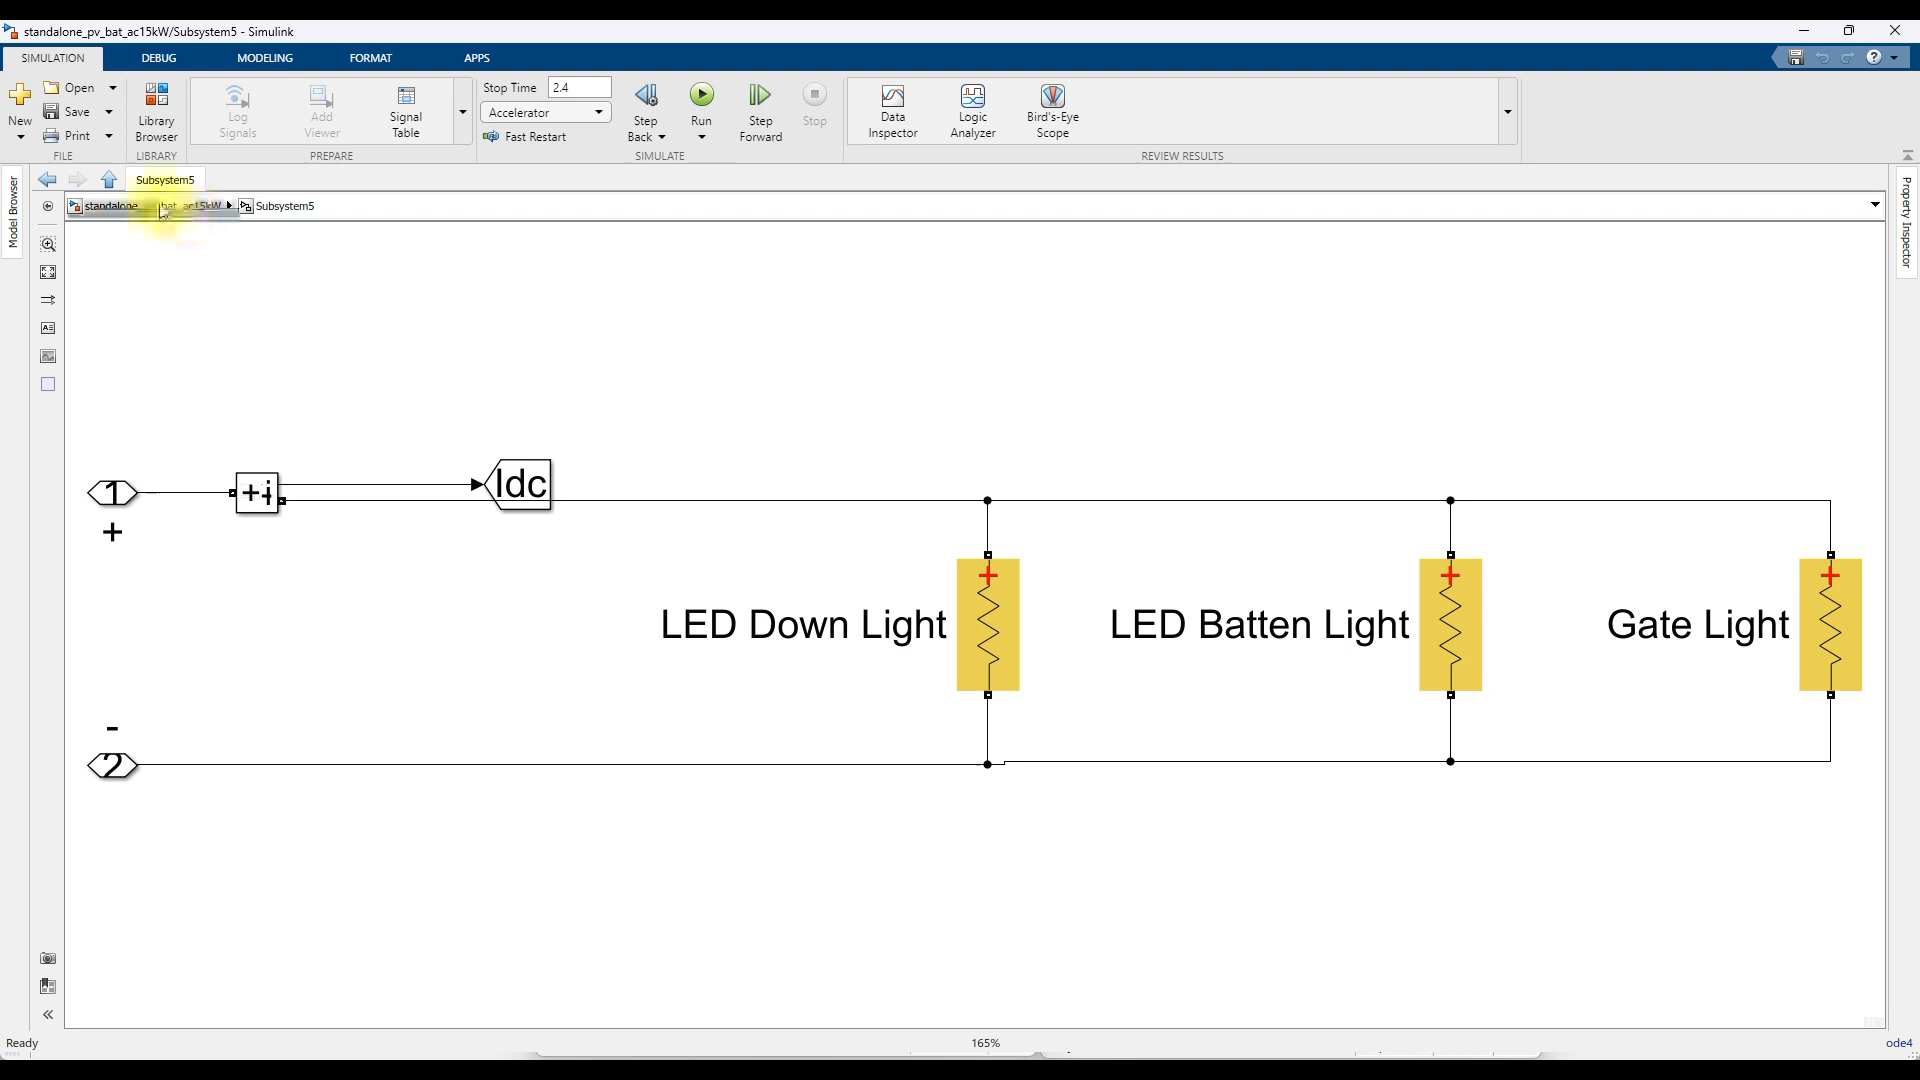 standalone_pv_bat_ac15kW/Subsystem5 - Simulink
SIMULATION DEBUG MODELING FORMAT APPS
New
Open
Save
Print
FILE
Library Browser
LIBRARY
Log Signals
Add Viewer
Signal Table
PREPARE
Stop Time 2.4
Accelerator
Fast Restart
Step Back
Run
Step Forward
Stop
SIMULATE
Data Inspector
Logic Analyzer
Bird's-Eye Scope
REVIEW RESULTS
Model Browser
Property Inspector
Subsystem5
standalone bat_ac15kW Subsystem5
1
+
+i
-
Idc
LED Down Light
LED Batten Light
Gate Light
+
+
+
-
2
Ready
165%
ode4